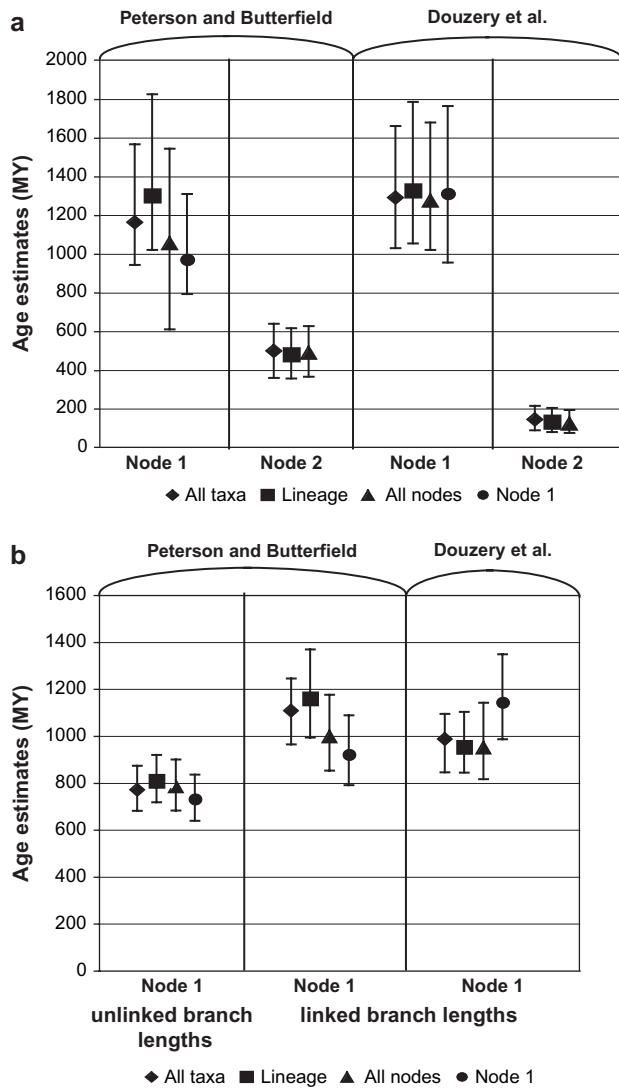 a
Peterson and Butterfield
Douzery et al.
Age estimates (MY)
2000
1800
1600
1400
1200
1000
800
600
400
200
0
Node 1
Node 2
Node 1
Node 2
All taxa
Lineage
All nodes
Node 1
b
Peterson and Butterfield
Douzery et al.
Age estimates (MY)
1600
1400
1200
1000
800
600
400
200
0
Node 1
Node 1
Node 1
unlinked branch
lengths
linked branch lengths
All taxa
Lineage
All nodes
Node 1